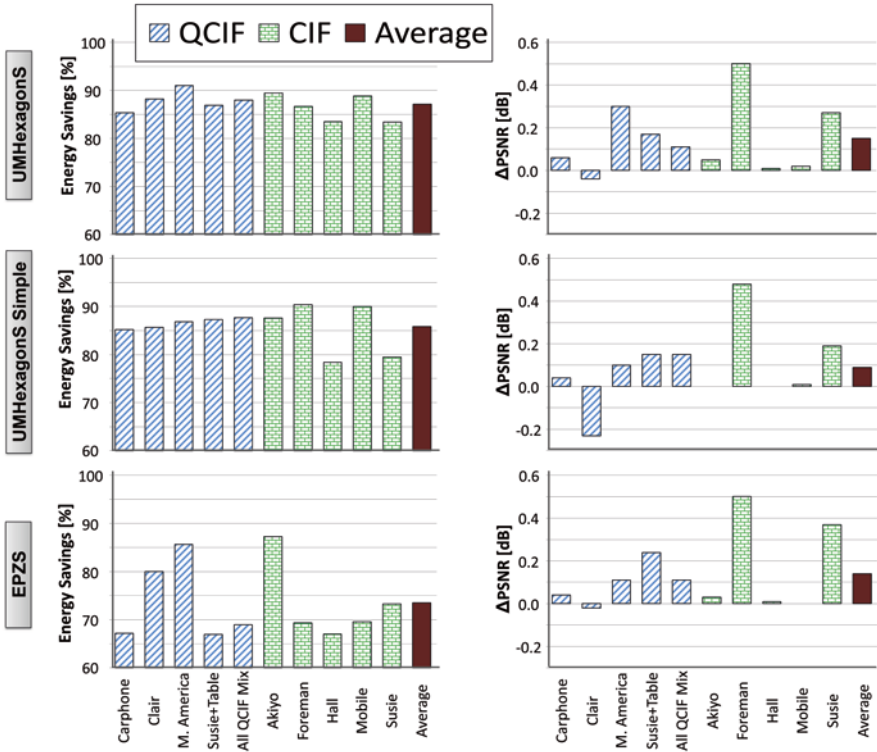 QCIF CIF Average
UMHexagonS
Energy Savings [%]
100
90
80
70
60
ΔPSNR [dB]
0.6
0.4
0.2
0.0
-0.2
UMHexagonS Simple
Energy Savings [%]
100
90
80
70
60
ΔPSNR [dB]
0.6
0.4
0.2
0.0
-0.2
EPZS
Energy Savings [%]
100
90
80
70
60
ΔPSNR [dB]
0.6
0.4
0.2
0.0
-0.2
Carphone
Clair
M. America
Susie+Table
All QCIF Mix
Akiyo
Foreman
Hall
Mobile
Susie
Average
Carphone
Clair
M. America
Susie+Table
All QCIF Mix
Akiyo
Foreman
Hall
Mobile
Susie
Average